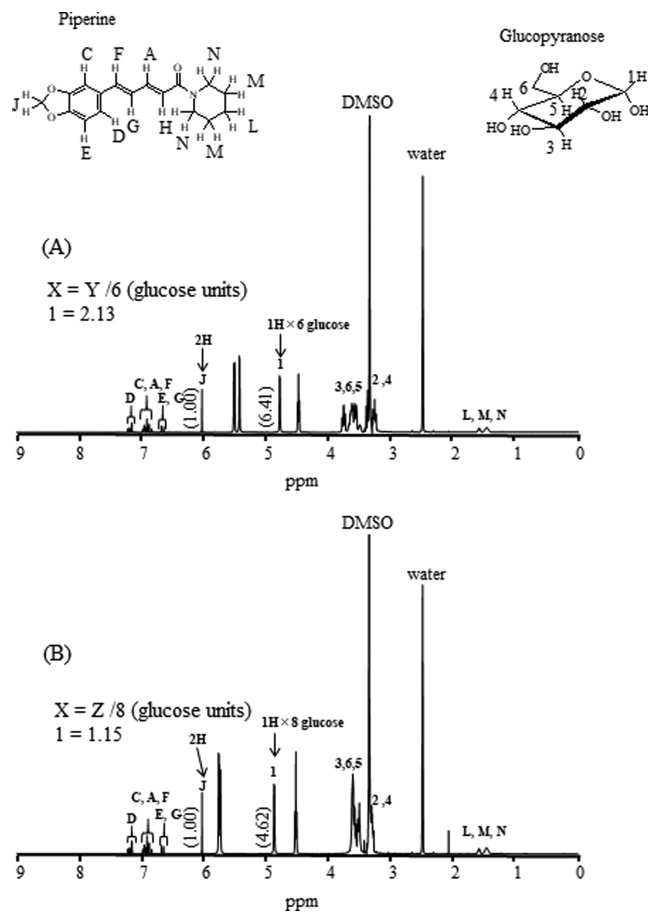 Piperine
C F A N
O
M
J H H
O
N
O
L
E D G H N M
Glucopyranose
OH
6
4 H
HO
HO
5 H H2
O
1H
OH
OH
3 H
(A)
X = Y /6 (glucose units)
1 = 2.13
DMSO
water
1H×6 glucose
2H
1
J
C, A, F
D
E, G
(1.00)
(6.41)
3,6,5
2 ,4
L, M, N
9 8 7 6 5 4 3 2 1 0
ppm
(B)
X = Z /8 (glucose units)
1 = 1.15
DMSO
water
1H×8 glucose
2H
1
J
C, A, F
D
E, G
(1.00)
(4.62)
3,6,5
2 ,4
L, M, N
9 8 7 6 5 4 3 2 1 0
ppm